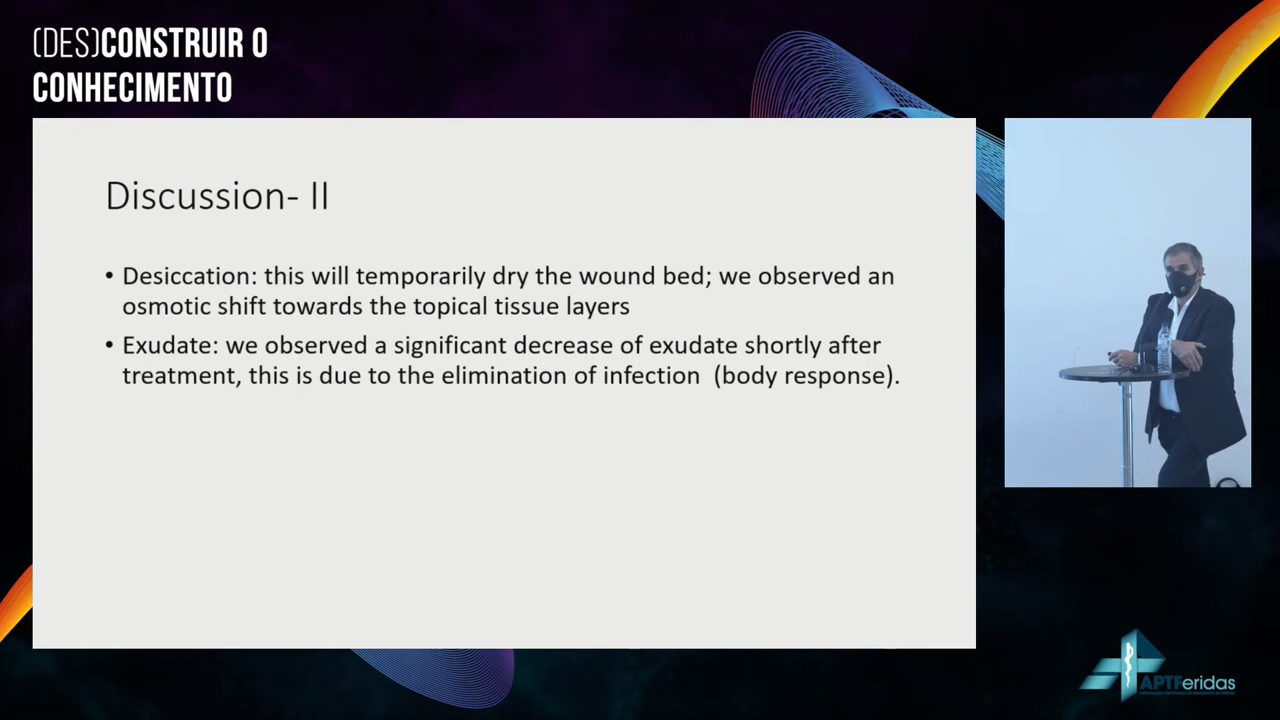 (DES)CONSTRUIR O
CONHECIMENTO
Discussion- II
• Desiccation: this will temporarily dry the wound bed; we observed an
osmotic shift towards the topical tissue layers
• Exudate: we observed a significant decrease of exudate shortly after
treatment, this is due to the elimination of infection  (body response).
APTFeridas